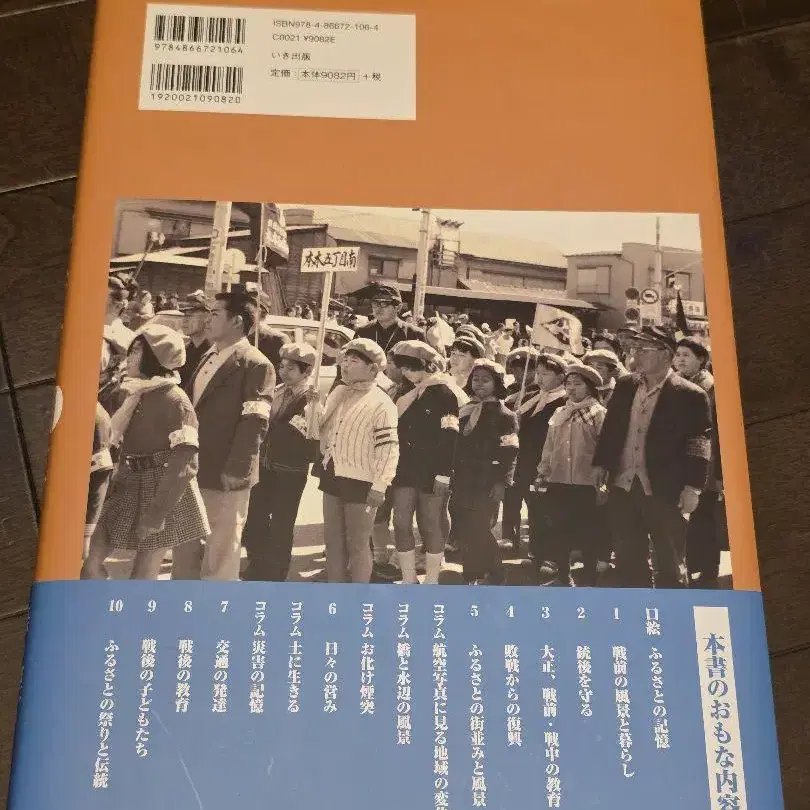 ISBN978-4-86672-106-4
C0021 ¥9082E
いき出版
定価 本体9082円 +税
9784866721064
1920021090820
本木五丁目南
本書のおもな内容
口絵 ふるさとの記憶
1 戦前の風景と暮らし
2 銃後を守る
3 大正、戦前・戦中の教育
4 敗戦からの復興
5 ふるさとの街並みと風景
コラム 航空写真に見る地域の変
コラム 橋と水辺の風景
コラム お化け煙突
6 日々の営み
コラム 土に生きる
コラム 災害の記憶
7 交通の発達
8 戦後の教育
9 戦後の子どもたち
10 ふるさとの祭りと伝統